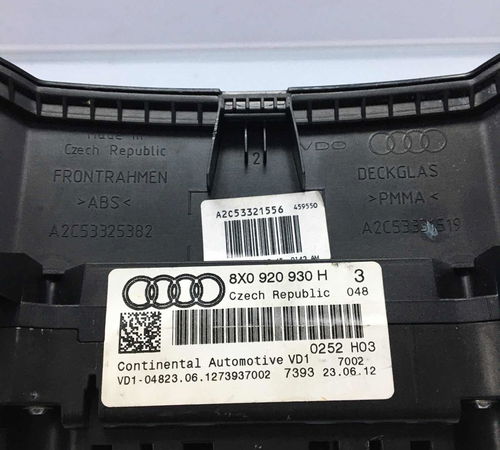 Made in
Czech Republic
FRONTRAHMEN
>ABS<
A2C53325382
2
VDO
DECKGLAS
>PMMA<
A2C53331519
A2C53321556 459550
8X0 920 930 H 3
Czech Republic 048
0252 H03
Continental Automotive VD1 7002
VD1-04823.06.1273937002 7393 23.06.12